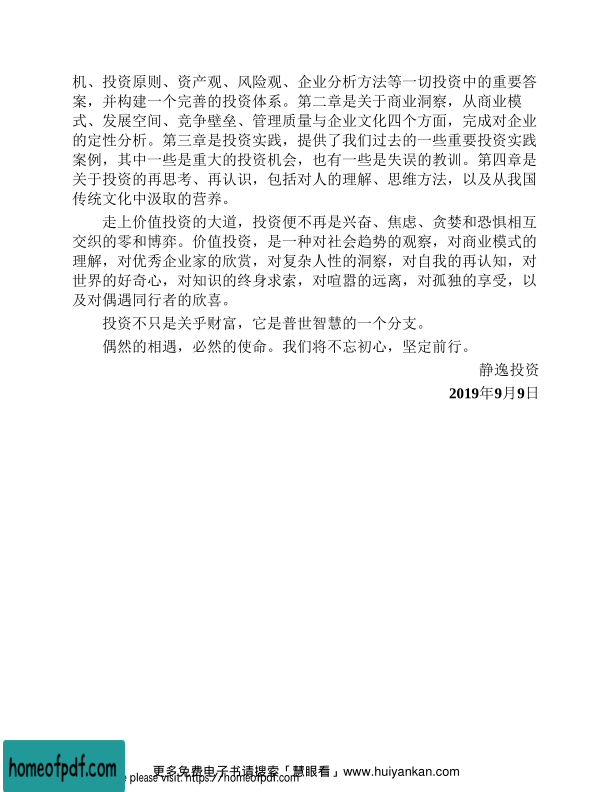 机、投资原则、资产观、风险观、企业分析方法等一切投资中的重要答
案，并构建一个完善的投资体系。第二章是关于商业洞察，从商业模
式、发展空间、竞争壁垒、管理质量与企业文化四个方面，完成对企业
的定性分析。第三章是投资实践，提供了我们过去的一些重要投资实践
案例，其中一些是重大的投资机会，也有一些是失误的教训。第四章是
关于投资的再思考、再认识，包括对人的理解、思维方法，以及从我国
传统文化中汲取的营养。
走上价值投资的大道，投资便不再是兴奋、焦虑、贪婪和恐惧相互
交织的零和博弈。价值投资，是一种对社会趋势的观察，对商业模式的
理解，对优秀企业家的欣赏，对复杂人性的洞察，对自我的再认知，对
世界的好奇心，对知识的终身求索，对喧嚣的远离，对孤独的享受，以
及对偶遇同行者的欣喜。
投资不只是关乎财富，它是普世智慧的一个分支。
偶然的相遇，必然的使命。我们将不忘初心，坚定前行。
静逸投资
2019年9月9日
更多免费电子书请搜索「慧眼看」www.huiyankan.com
homeofpdf.com
please visit: https://homeofpdf.com